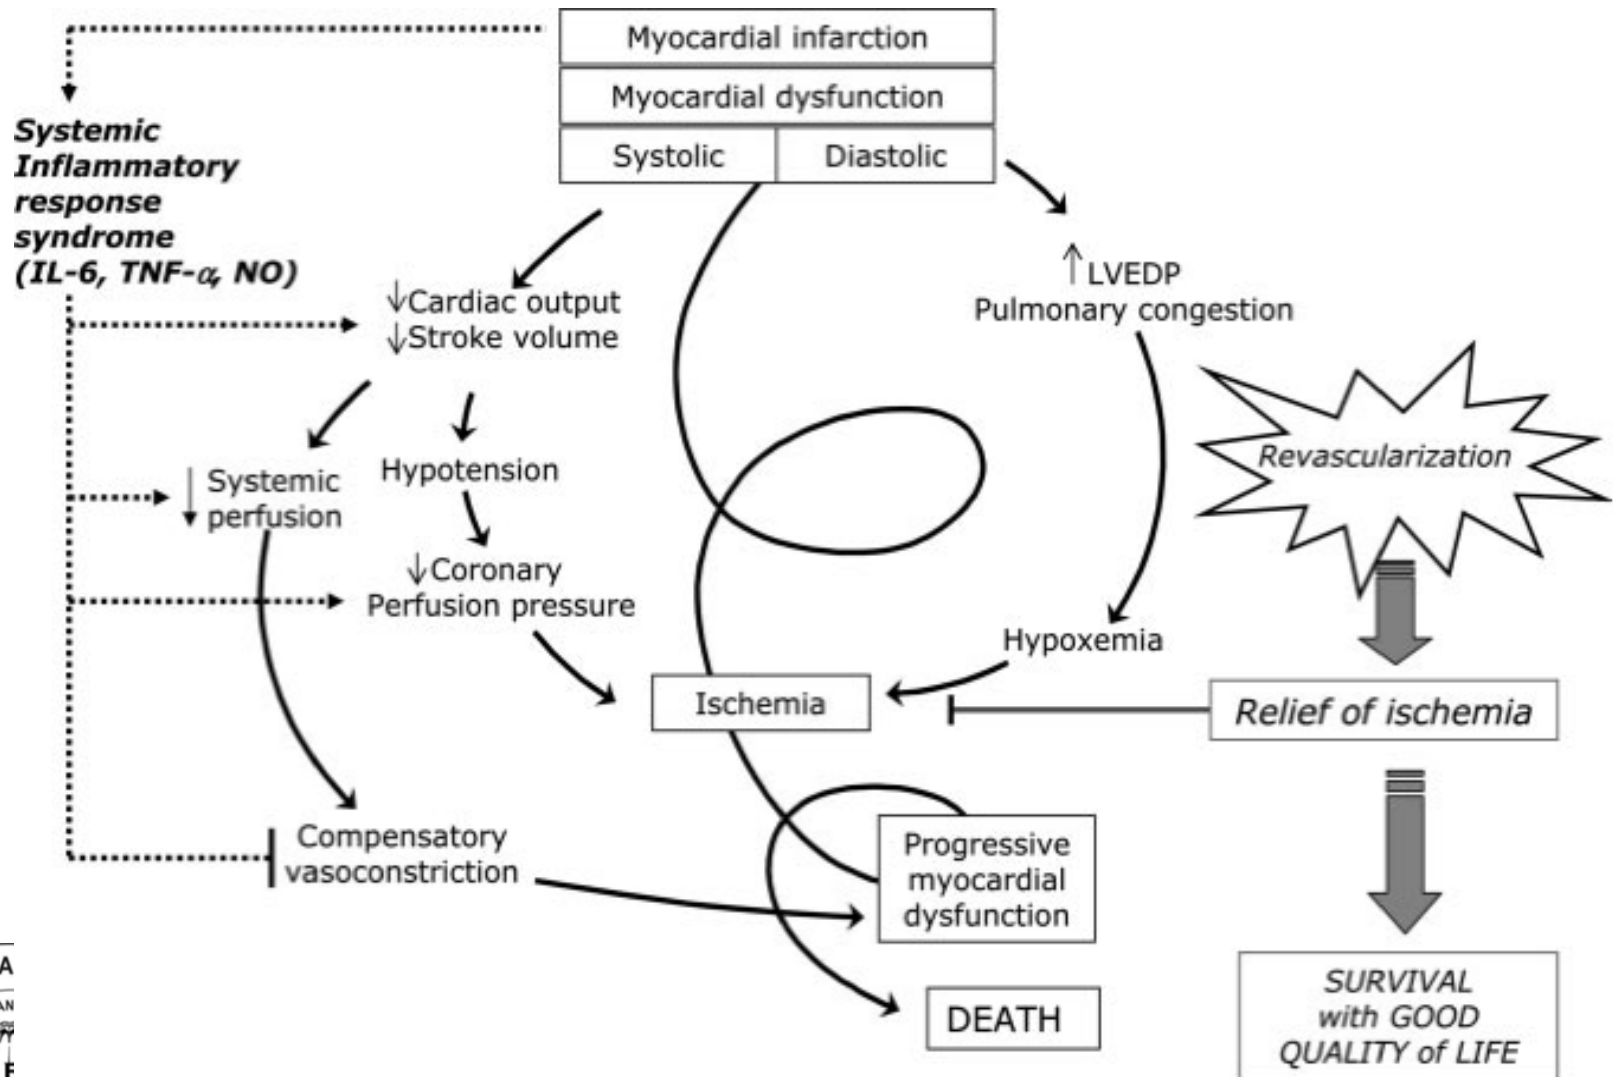 Myocardial infarction
Myocardial dysfunction
Systolic
Diastolic
Systemic
Inflammatory
response
syndrome
(IL-6, TNF-α, NO)
↓Cardiac output
↓Stroke volume
↑LVEDP
Pulmonary congestion
Revascularization
↓ Systemic
perfusion
Hypotension
↓Coronary
Perfusion pressure
Hypoxemia
Ischemia
Relief of ischemia
Compensatory
vasoconstriction
Progressive
myocardial
dysfunction
DEATH
SURVIVAL
with GOOD
QUALITY of LIFE
A